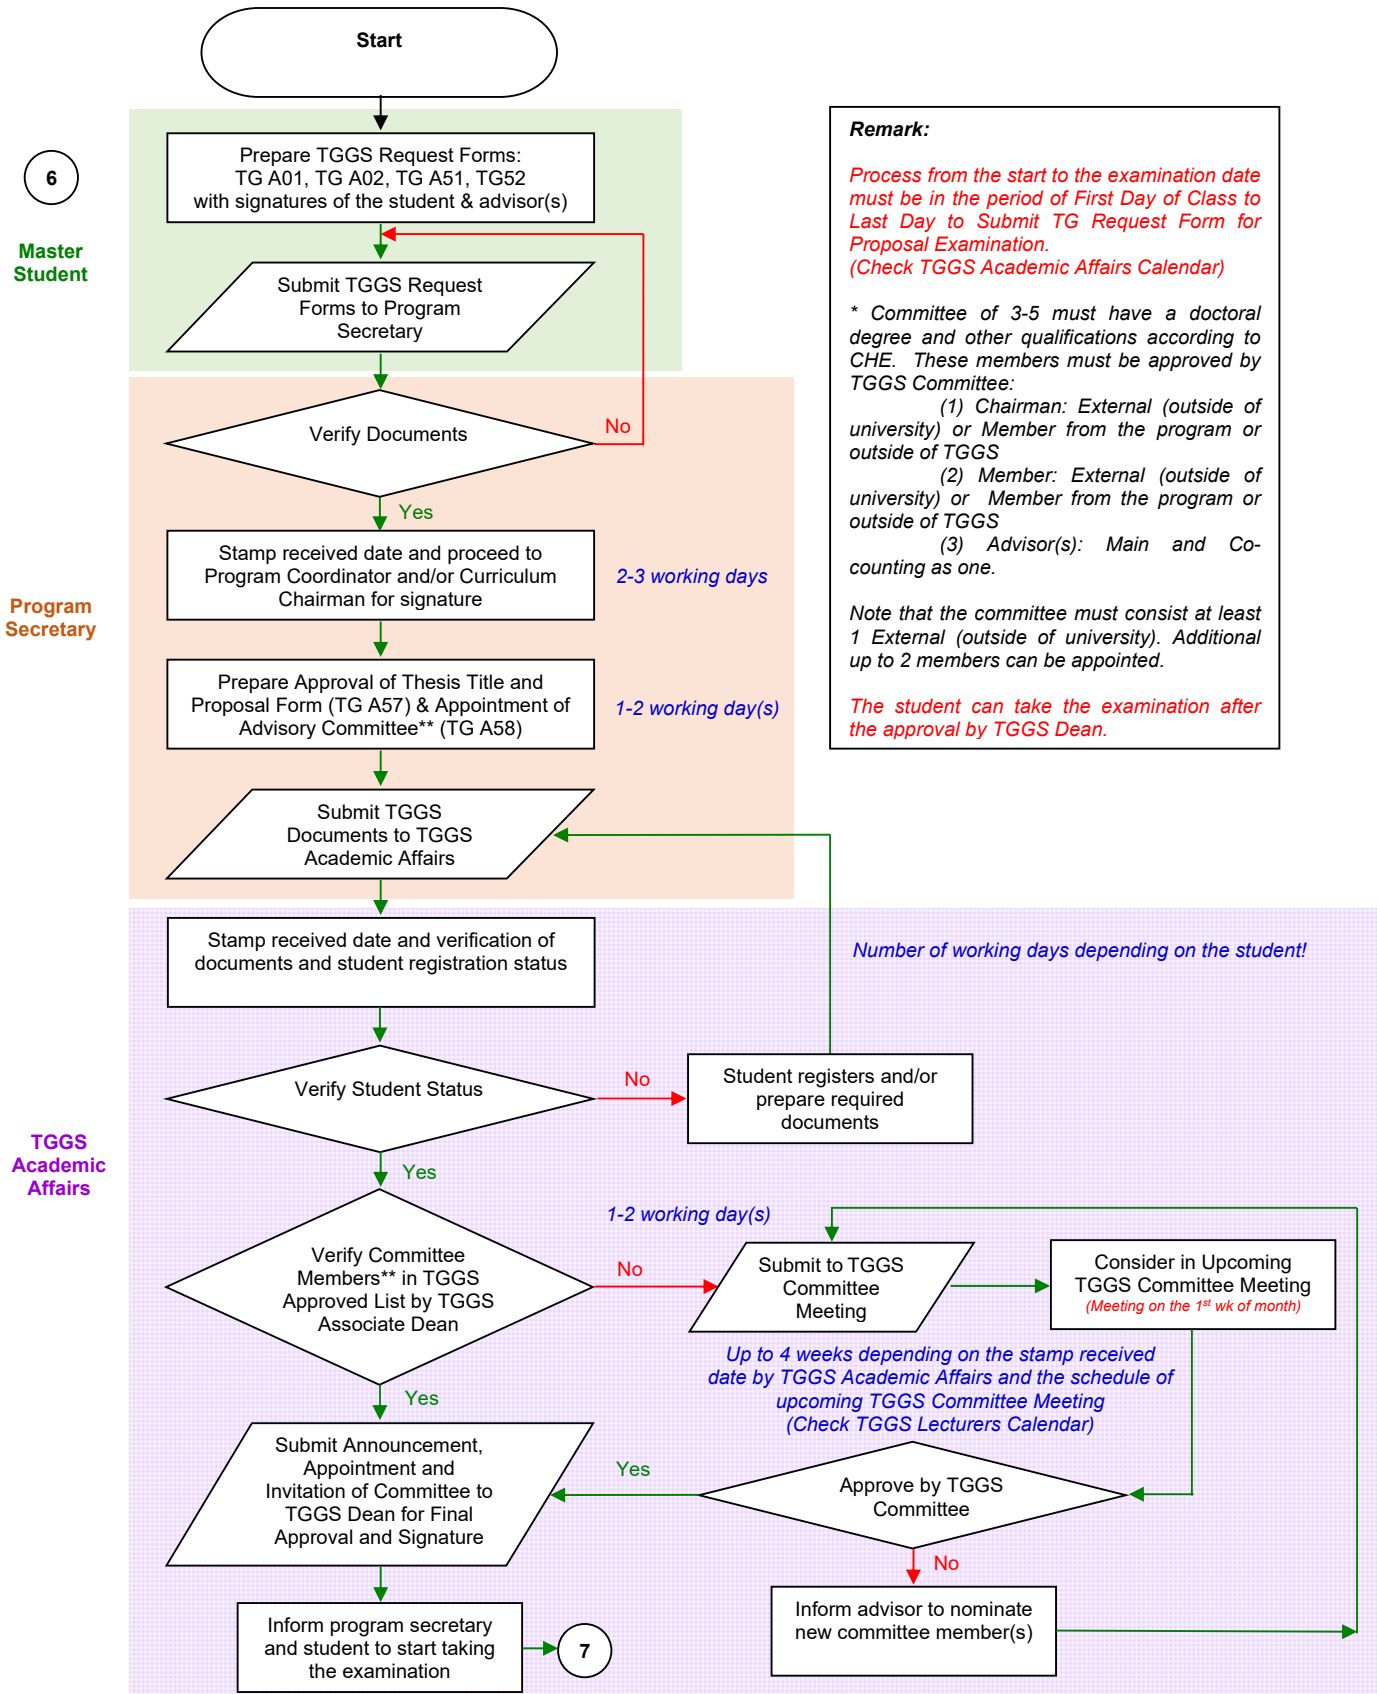 Start
6
Master
Student
Prepare TGGS Request Forms:
TG A01, TG A02, TG A51, TG52
with signatures of the student & advisor(s)
Submit TGGS Request
Forms to Program
Secretary
Remark:
Process from the start to the examination date
must be in the period of First Day of Class to
Last Day to Submit TG Request Form for
Proposal Examination.
(Check TGGS Academic Affairs Calendar)
* Committee of 3-5 must have a doctoral
degree and other qualifications according to
CHE. These members must be approved by
TGGS Committee:
(1) Chairman: External (outside of
university) or Member from the program or
outside of TGGS
(2) Member: External (outside of
university) or Member from the program or
outside of TGGS
(3) Advisor(s): Main and Co-
counting as one.
Note that the committee must consist at least
1 External (outside of university). Additional
up to 2 members can be appointed.
The student can take the examination after
the approval by TGGS Dean.
Program
Secretary
Verify Documents
No
Yes
Stamp received date and proceed to
Program Coordinator and/or Curriculum
Chairman for signature
2-3 working days
Prepare Approval of Thesis Title and
Proposal Form (TG A57) & Appointment of
Advisory Committee** (TG A58)
1-2 working day(s)
Submit TGGS
Documents to TGGS
Academic Affairs
TGGS
Academic
Affairs
Stamp received date and verification of
documents and student registration status
Number of working days depending on the student!
Verify Student Status
No
Student registers and/or
prepare required
documents
Yes
1-2 working day(s)
Verify Committee
Members** in TGGS
Approved List by TGGS
Associate Dean
No
Submit to TGGS
Committee
Meeting
Consider in Upcoming
TGGS Committee Meeting
(Meeting on the 1st wk of month)
Up to 4 weeks depending on the stamp received
date by TGGS Academic Affairs and the schedule of
upcoming TGGS Committee Meeting
(Check TGGS Lecturers Calendar)
Yes
Submit Announcement,
Appointment and
Invitation of Committee to
TGGS Dean for Final
Approval and Signature
Yes
Approve by TGGS
Committee
No
Inform advisor to nominate
new committee member(s)
Inform program secretary
and student to start taking
the examination
7